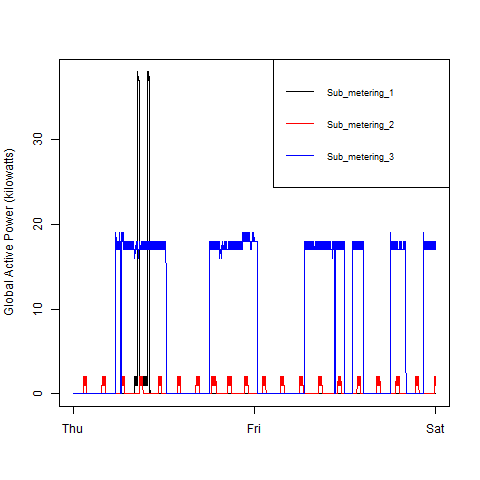 Sub_metering_1
Sub_metering_2
Sub_metering_3
Global Active Power (kilowatts)
30
20
10
0
Thu Fri Sat